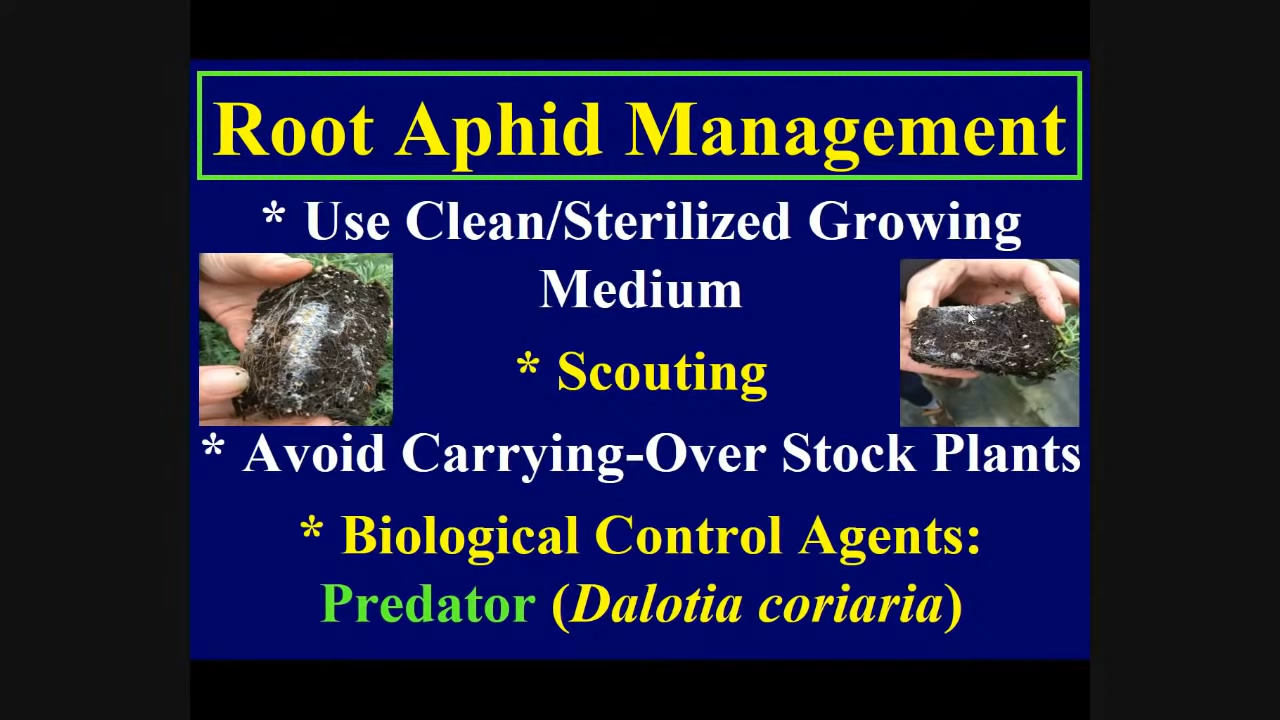 Root Aphid Management
* Use Clean/Sterilized Growing
Medium
* Scouting
* Avoid Carrying-Over Stock Plants
* Biological Control Agents:
Predator (Dalotia coriaria)